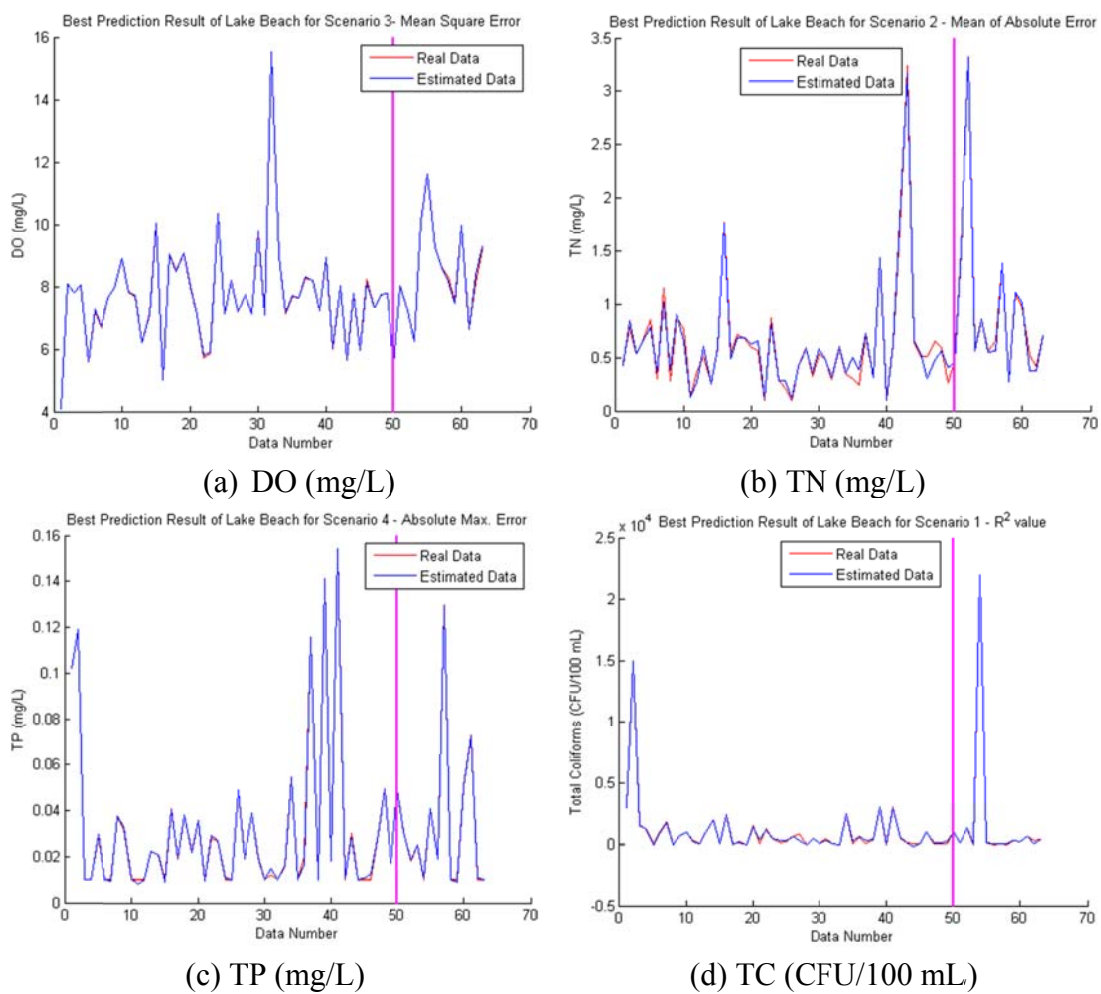 Best Prediction Result of Lake Beach for Scenario 3- Mean Square Error
16
14
12
10
8
6
4
DO (mg/L)
Real Data
Estimated Data
0 10 20 30 40 50 60 70
Data Number
(a) DO (mg/L)
Best Prediction Result of Lake Beach for Scenario 2 - Mean of Absolute Error
3.5
3
2.5
2
1.5
1
0.5
0
TN (mg/L)
Real Data
Estimated Data
0 10 20 30 40 50 60 70
Data Number
(b) TN (mg/L)
Best Prediction Result of Lake Beach for Scenario 4 - Absolute Max. Error
0.16
0.14
0.12
0.1
0.08
0.06
0.04
0.02
0
TP (mg/L)
Real Data
Estimated Data
0 10 20 30 40 50 60 70
Data Number
(c) TP (mg/L)
x 10⁴ Best Prediction Result of Lake Beach for Scenario 1 - R² value
2.5
2
1.5
1
0.5
0
-0.5
Total Coliforms (CFU/100 mL)
Real Data
Estimated Data
0 10 20 30 40 50 60 70
Data Number
(d) TC (CFU/100 mL)